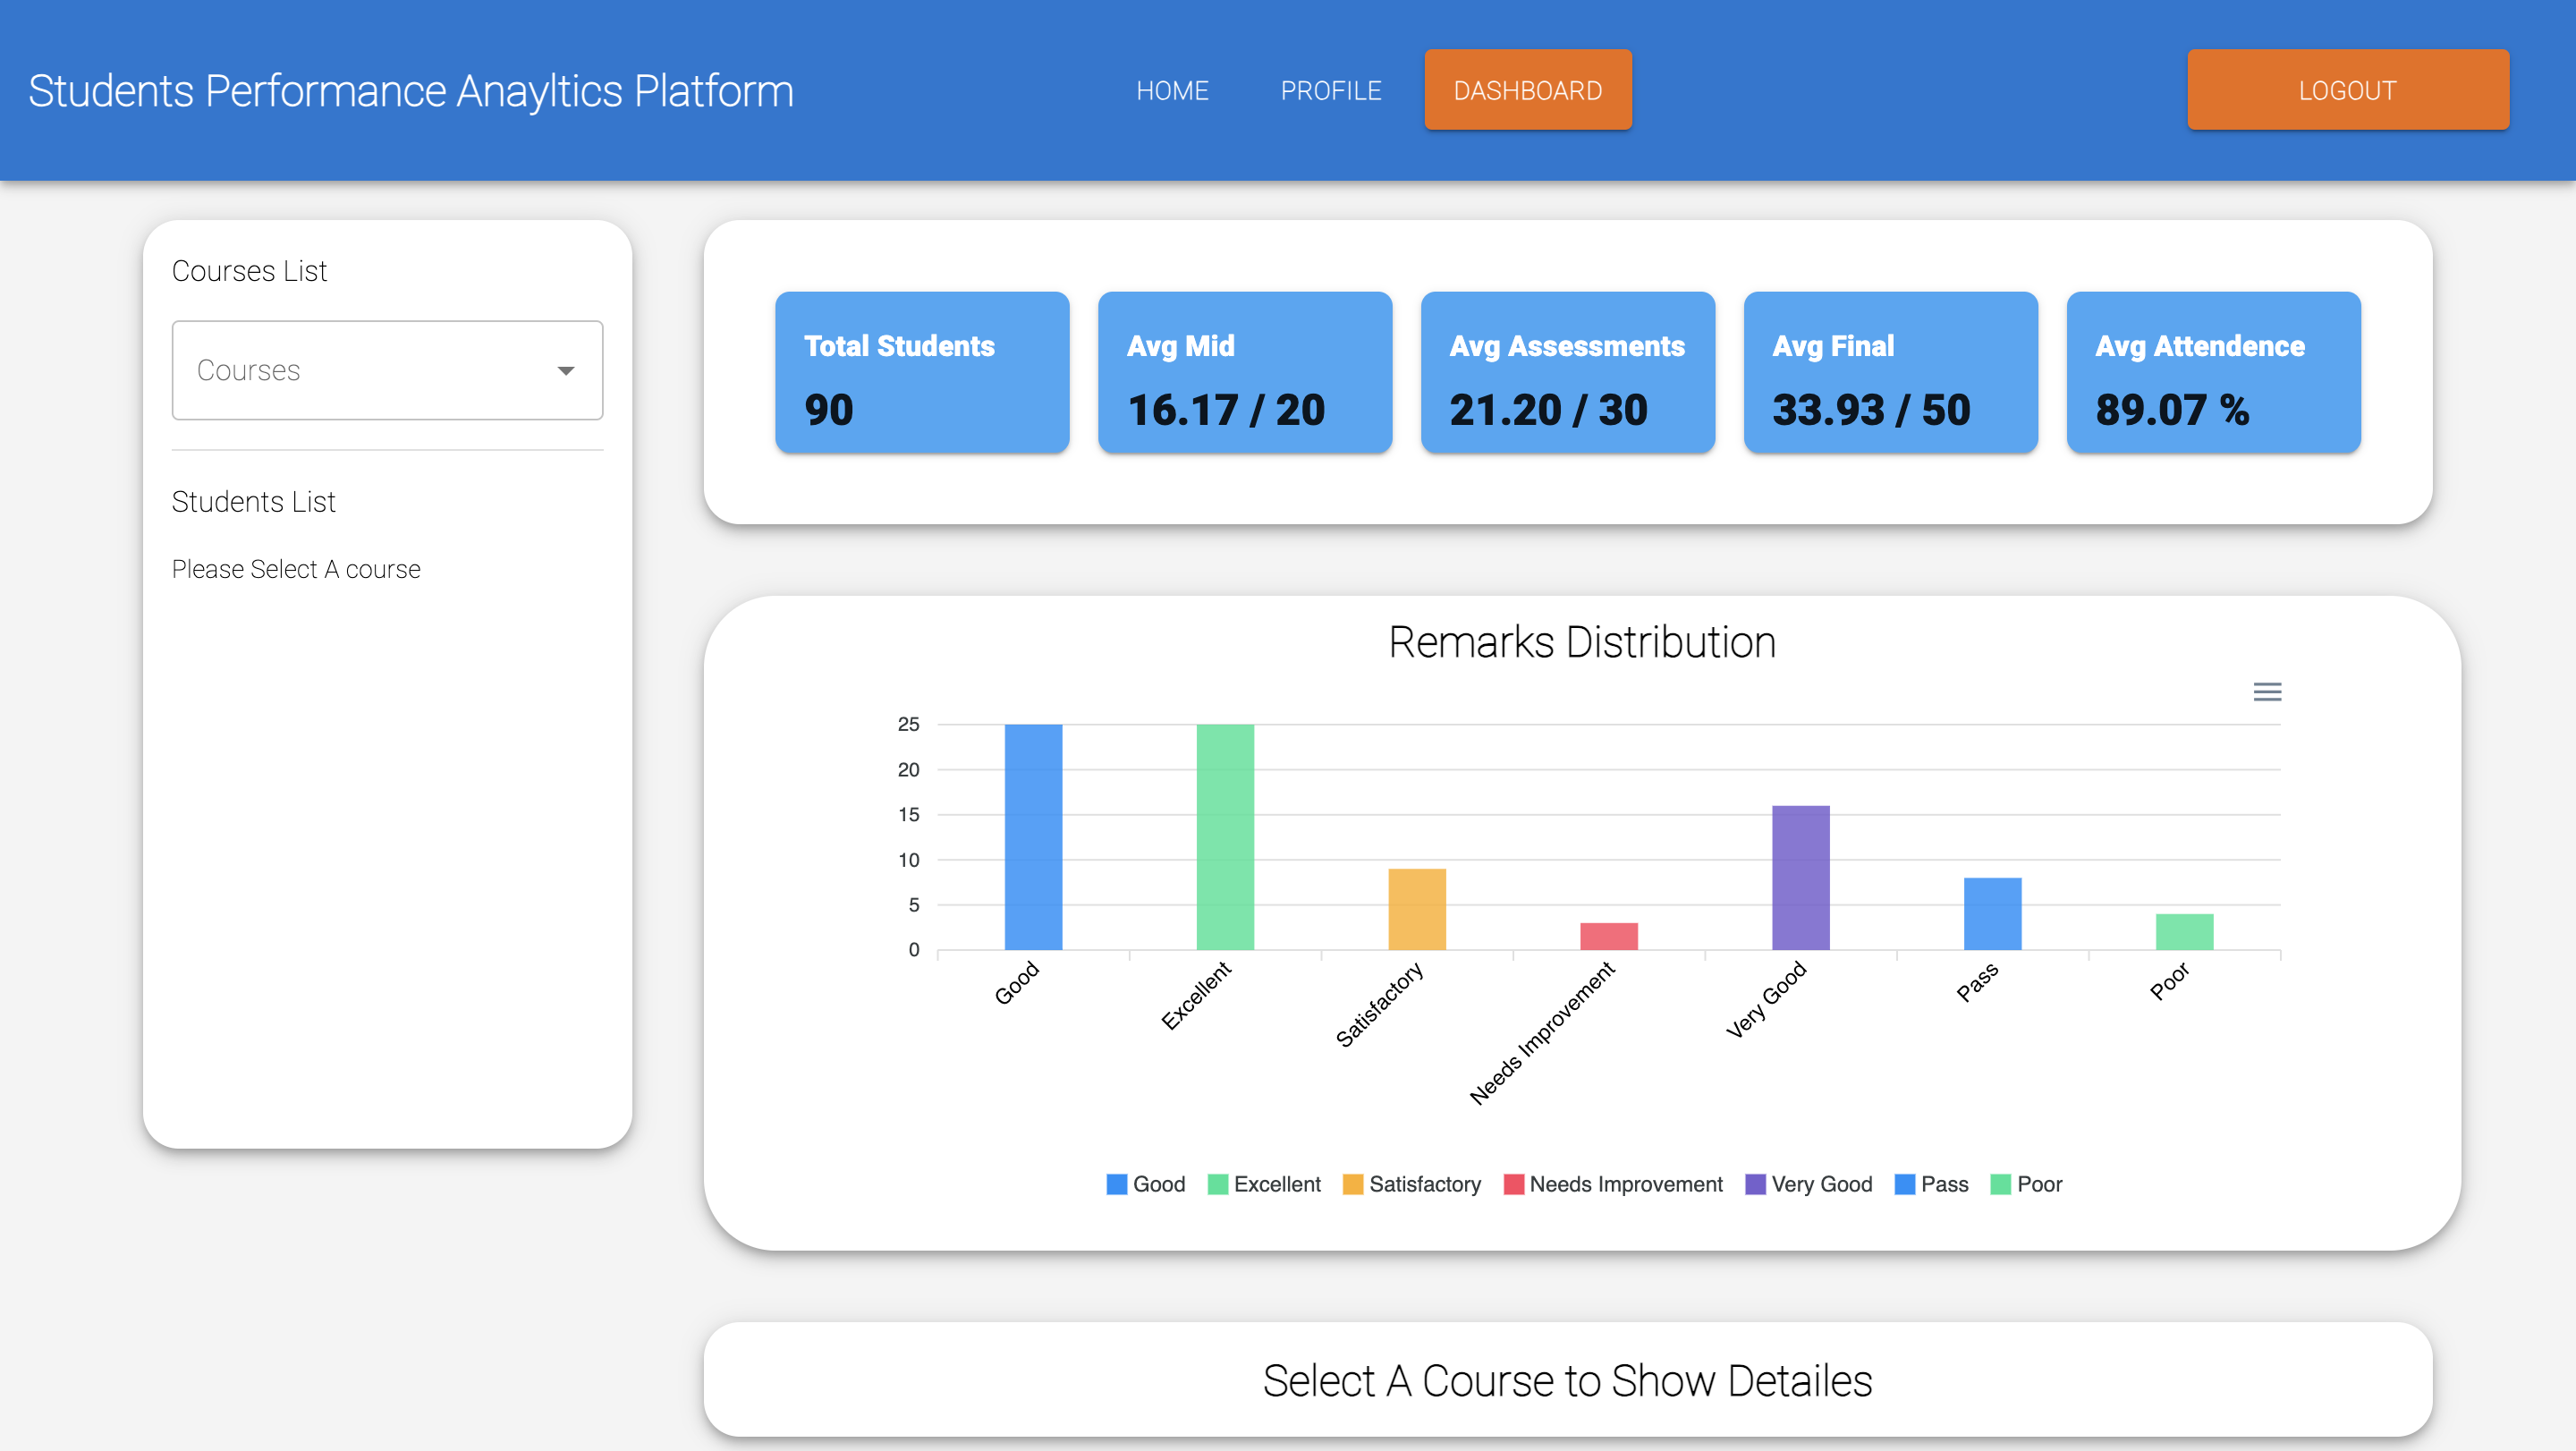 Students Performance Anayltics Platform
HOME
PROFILE
DASHBOARD
LOGOUT
Courses List
Courses
Students List
Please Select A course
Total Students
90
Avg Mid
16.17 / 20
Avg Assessments
21.20 / 30
Avg Final
33.93 / 50
Avg Attendence
89.07 %
Remarks Distribution
25
20
15
10
5
0
Good
Excellent
Satisfactory
Needs Improvement
Very Good
Pass
Poor
Good Excellent Satisfactory Needs Improvement Very Good Pass Poor
Select A Course to Show Detailes